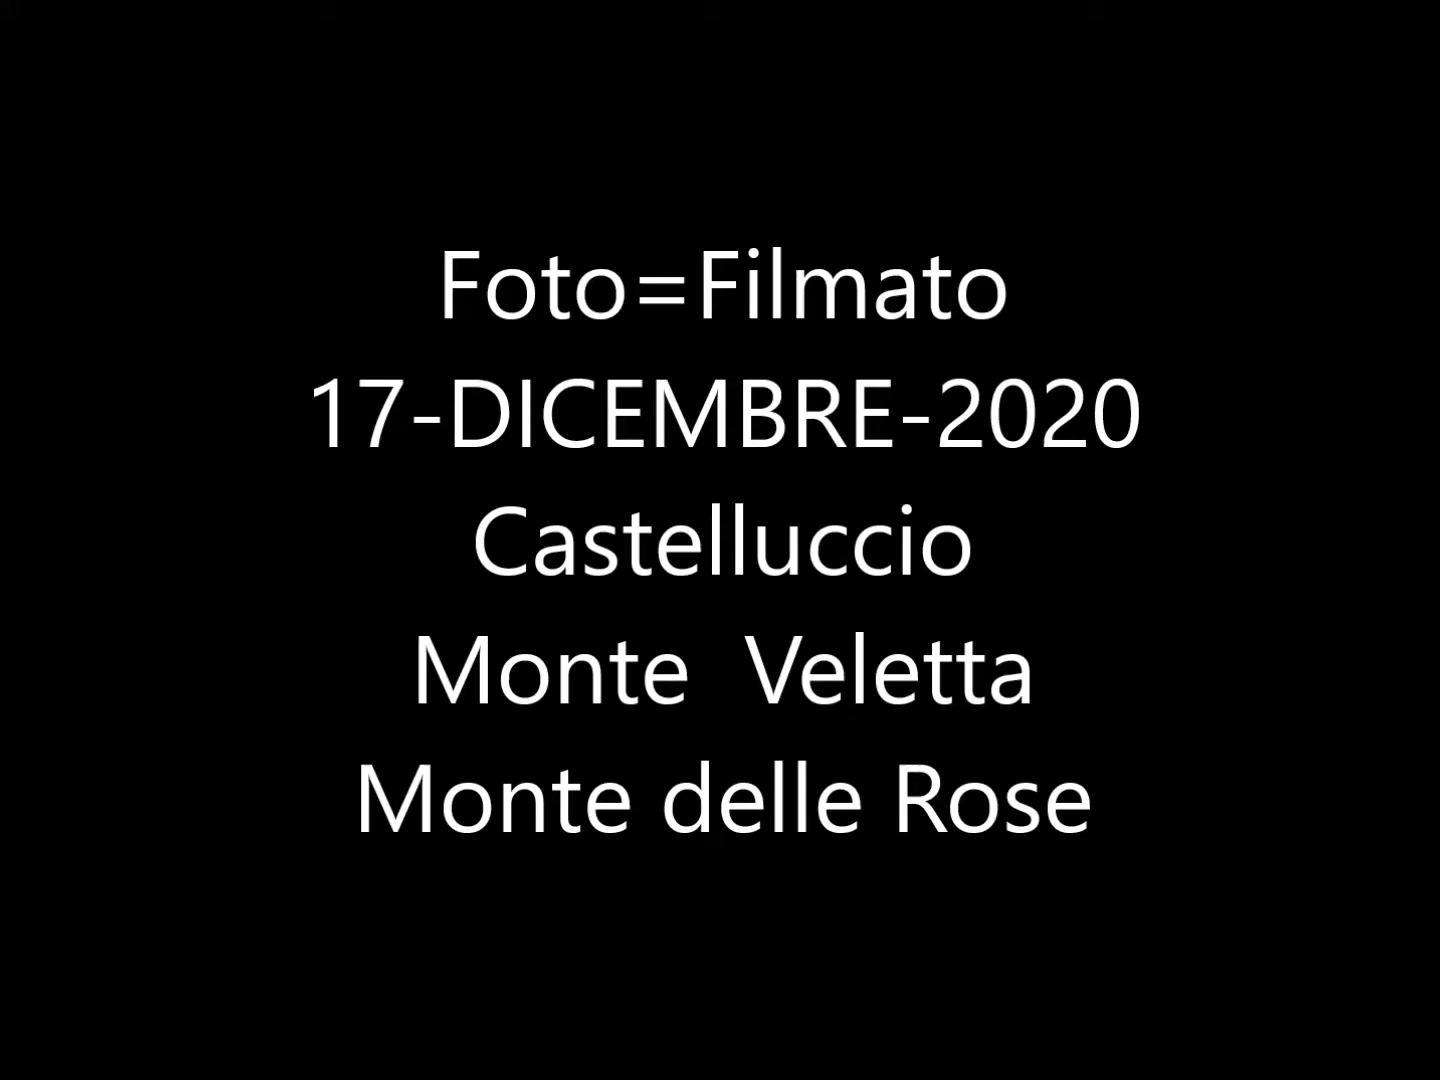 Foto=Filmato
17-DICEMBRE-2020
Castelluccio
Monte  Veletta
Monte delle Rose